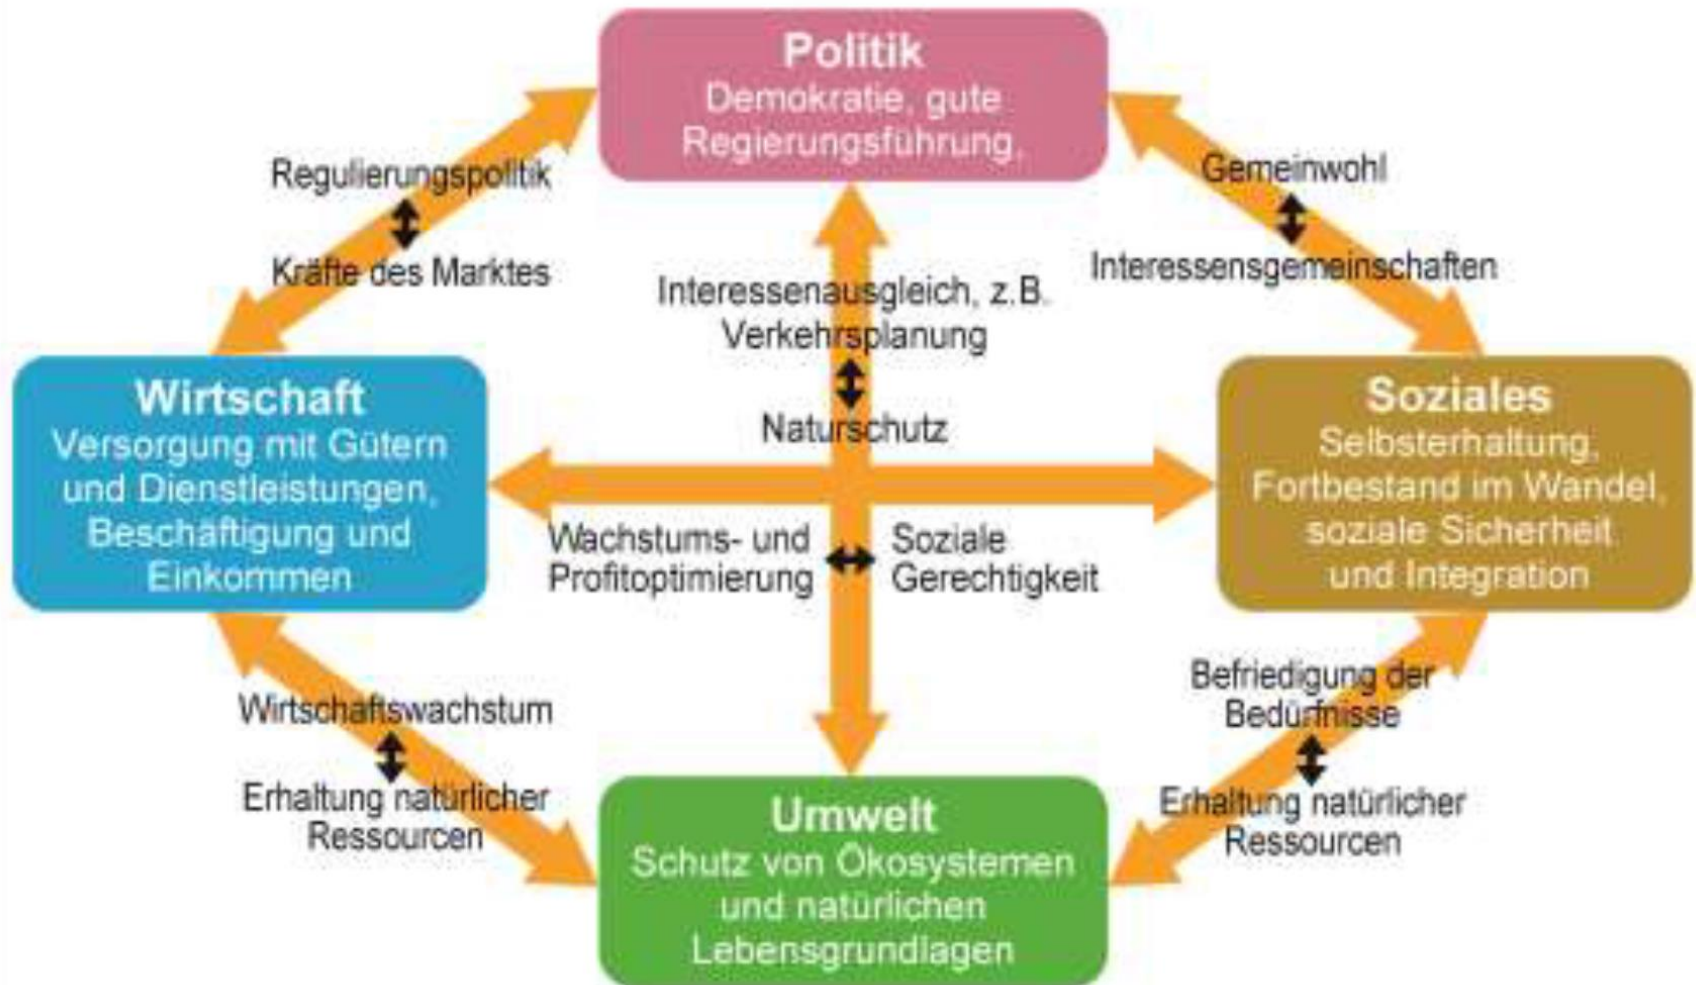 Politik
Demokratie, gute
Regierungsführung,
Regulierungspolitik
Kräfte des Marktes
Gemeinwohl
Interessensgemeinschaften
Interessenausgleich, z.B.
Verkehrsplanung
Naturschutz
Wirtschaft
Versorgung mit Gütern
und Dienstleistungen,
Beschäftigung und
Einkommen
Soziales
Selbsterhaltung,
Fortbestand im Wandel,
soziale Sicherheit
und Integration
Wachstums- und
Profitoptimierung
Soziale
Gerechtigkeit
Wirtschaftswachstum
Erhaltung natürlicher
Ressourcen
Befriedigung der
Bedürfnisse
Erhaltung natürlicher
Ressourcen
Umwelt
Schutz von Ökosystemen
und natürlichen
Lebensgrundlagen